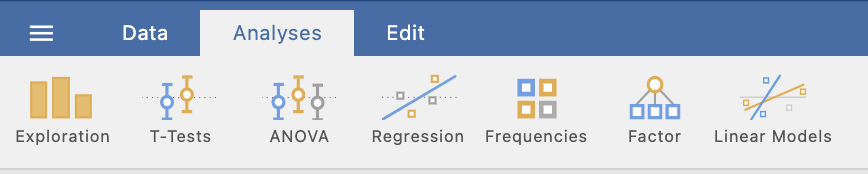 Data Analyses Edit
Exploration T-Tests ANOVA Regression Frequencies Factor Linear Models